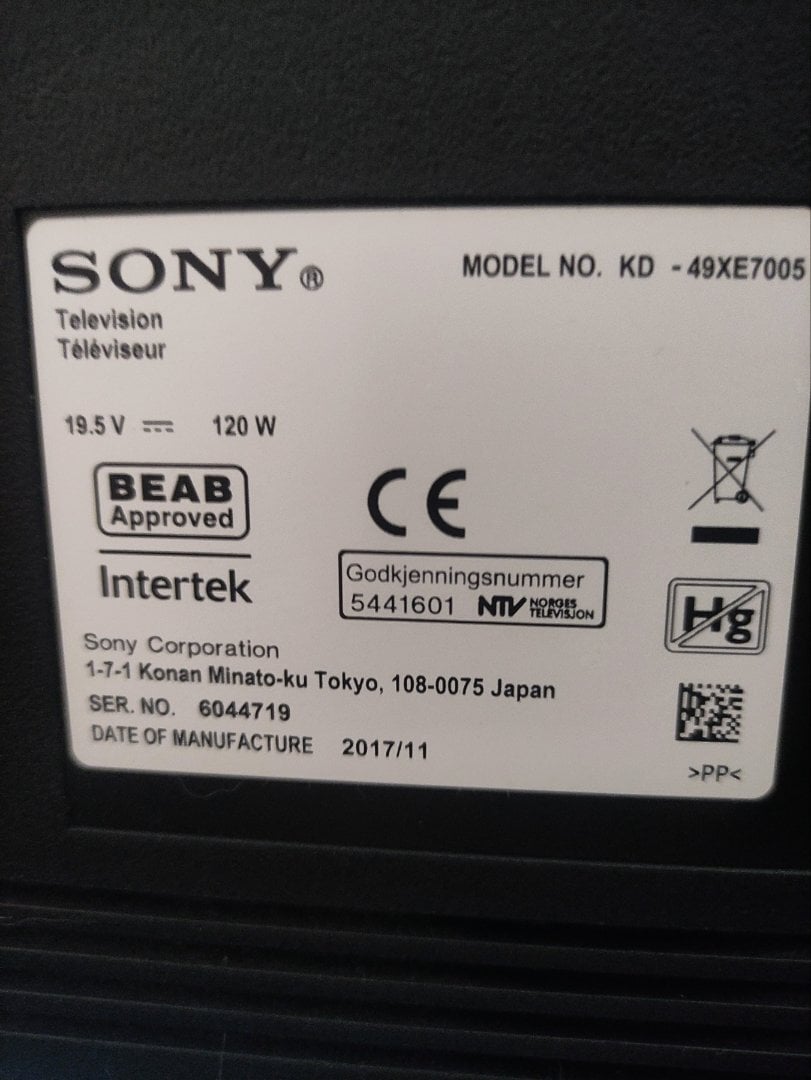 SONY®
MODEL NO. KD - 49XE7005
Television
Téléviseur
19.5 V ⎓ 120 W
BEAB
Approved
Intertek
CE
Godkjenningsnummer
5441601 NTV NORGES
TELEVISJON
Hg
Sony Corporation
1-7-1 Konan Minato-ku Tokyo, 108-0075 Japan
SER. NO. 6044719
DATE OF MANUFACTURE 2017/11
>PP<